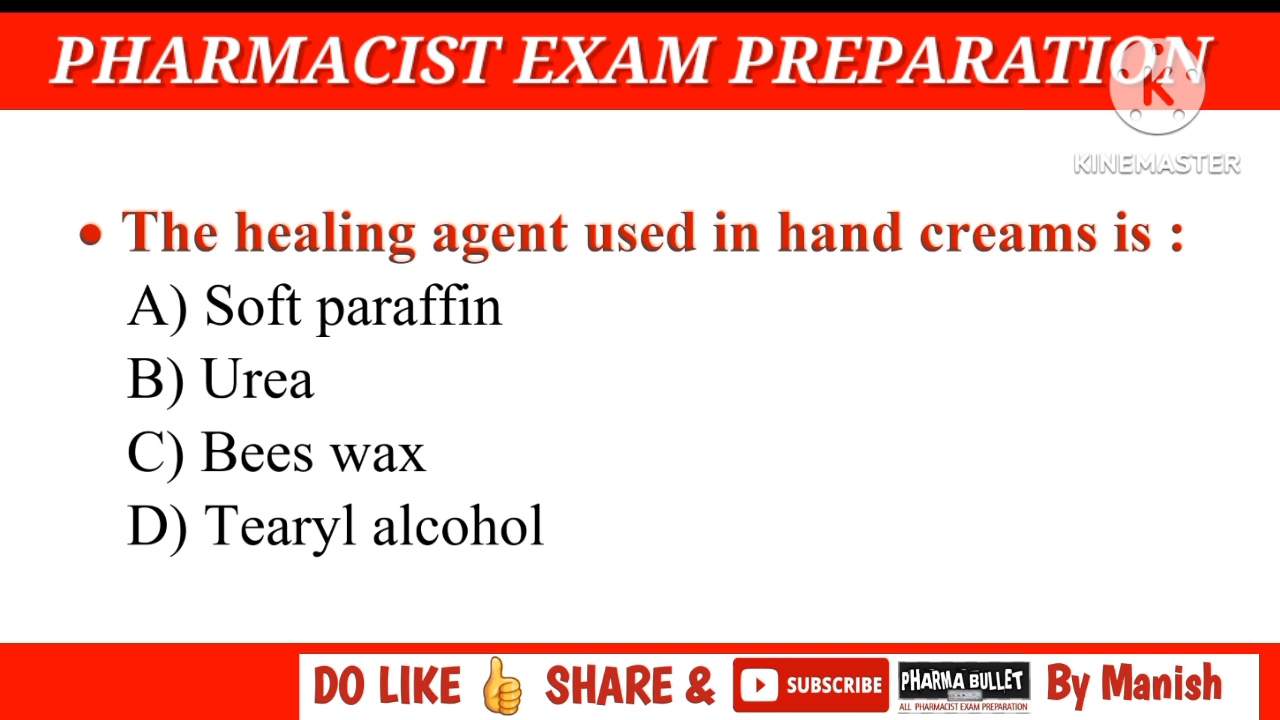 PHARMACIST EXAM PREPARATION
K
KINEMASTER
• The healing agent used in hand creams is :
A) Soft paraffin
B) Urea
C) Bees wax
D) Tearyl alcohol
DO LIKE 👍 SHARE & SUBSCRIBE PHARMA BULLET By Manish
ALL PHARMACIST EXAM PREPARATION